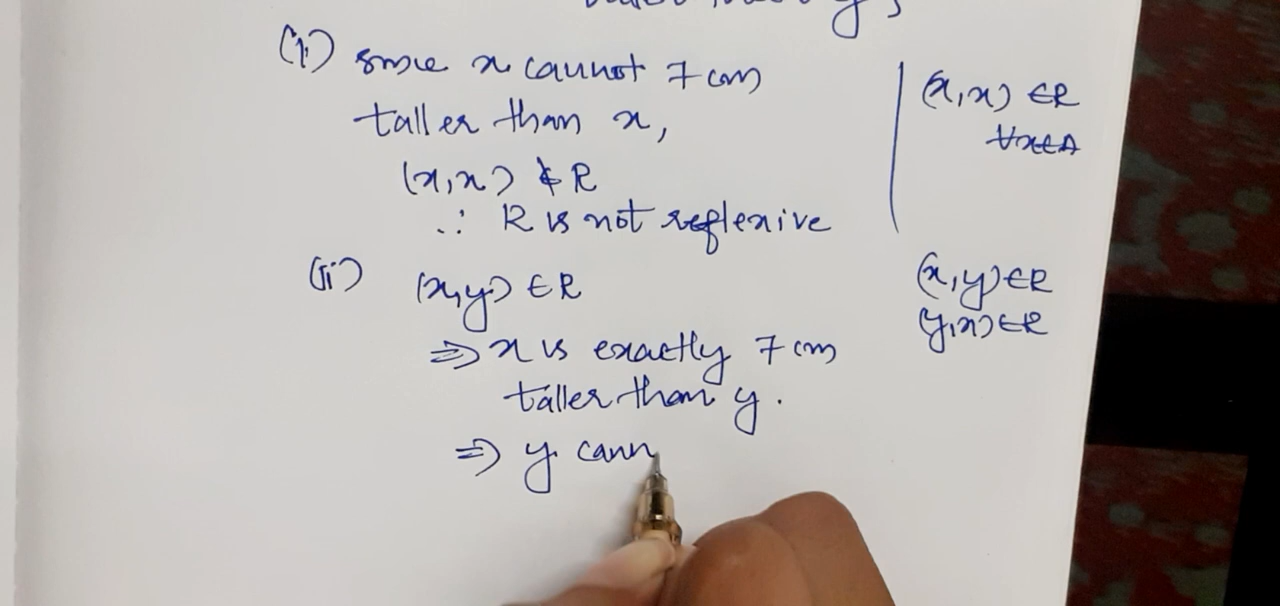 (i) since x cannot 7 cm
taller than x,
(x,x) ∉ R
∴ R is not reflexive
(x,x) ∈R
∀x∈A
(ii) (x,y) ∈ R
⇒ x is exactly 7 cm
taller than y.
⇒ y cann
(x,y)∈R
(y,x)∈R